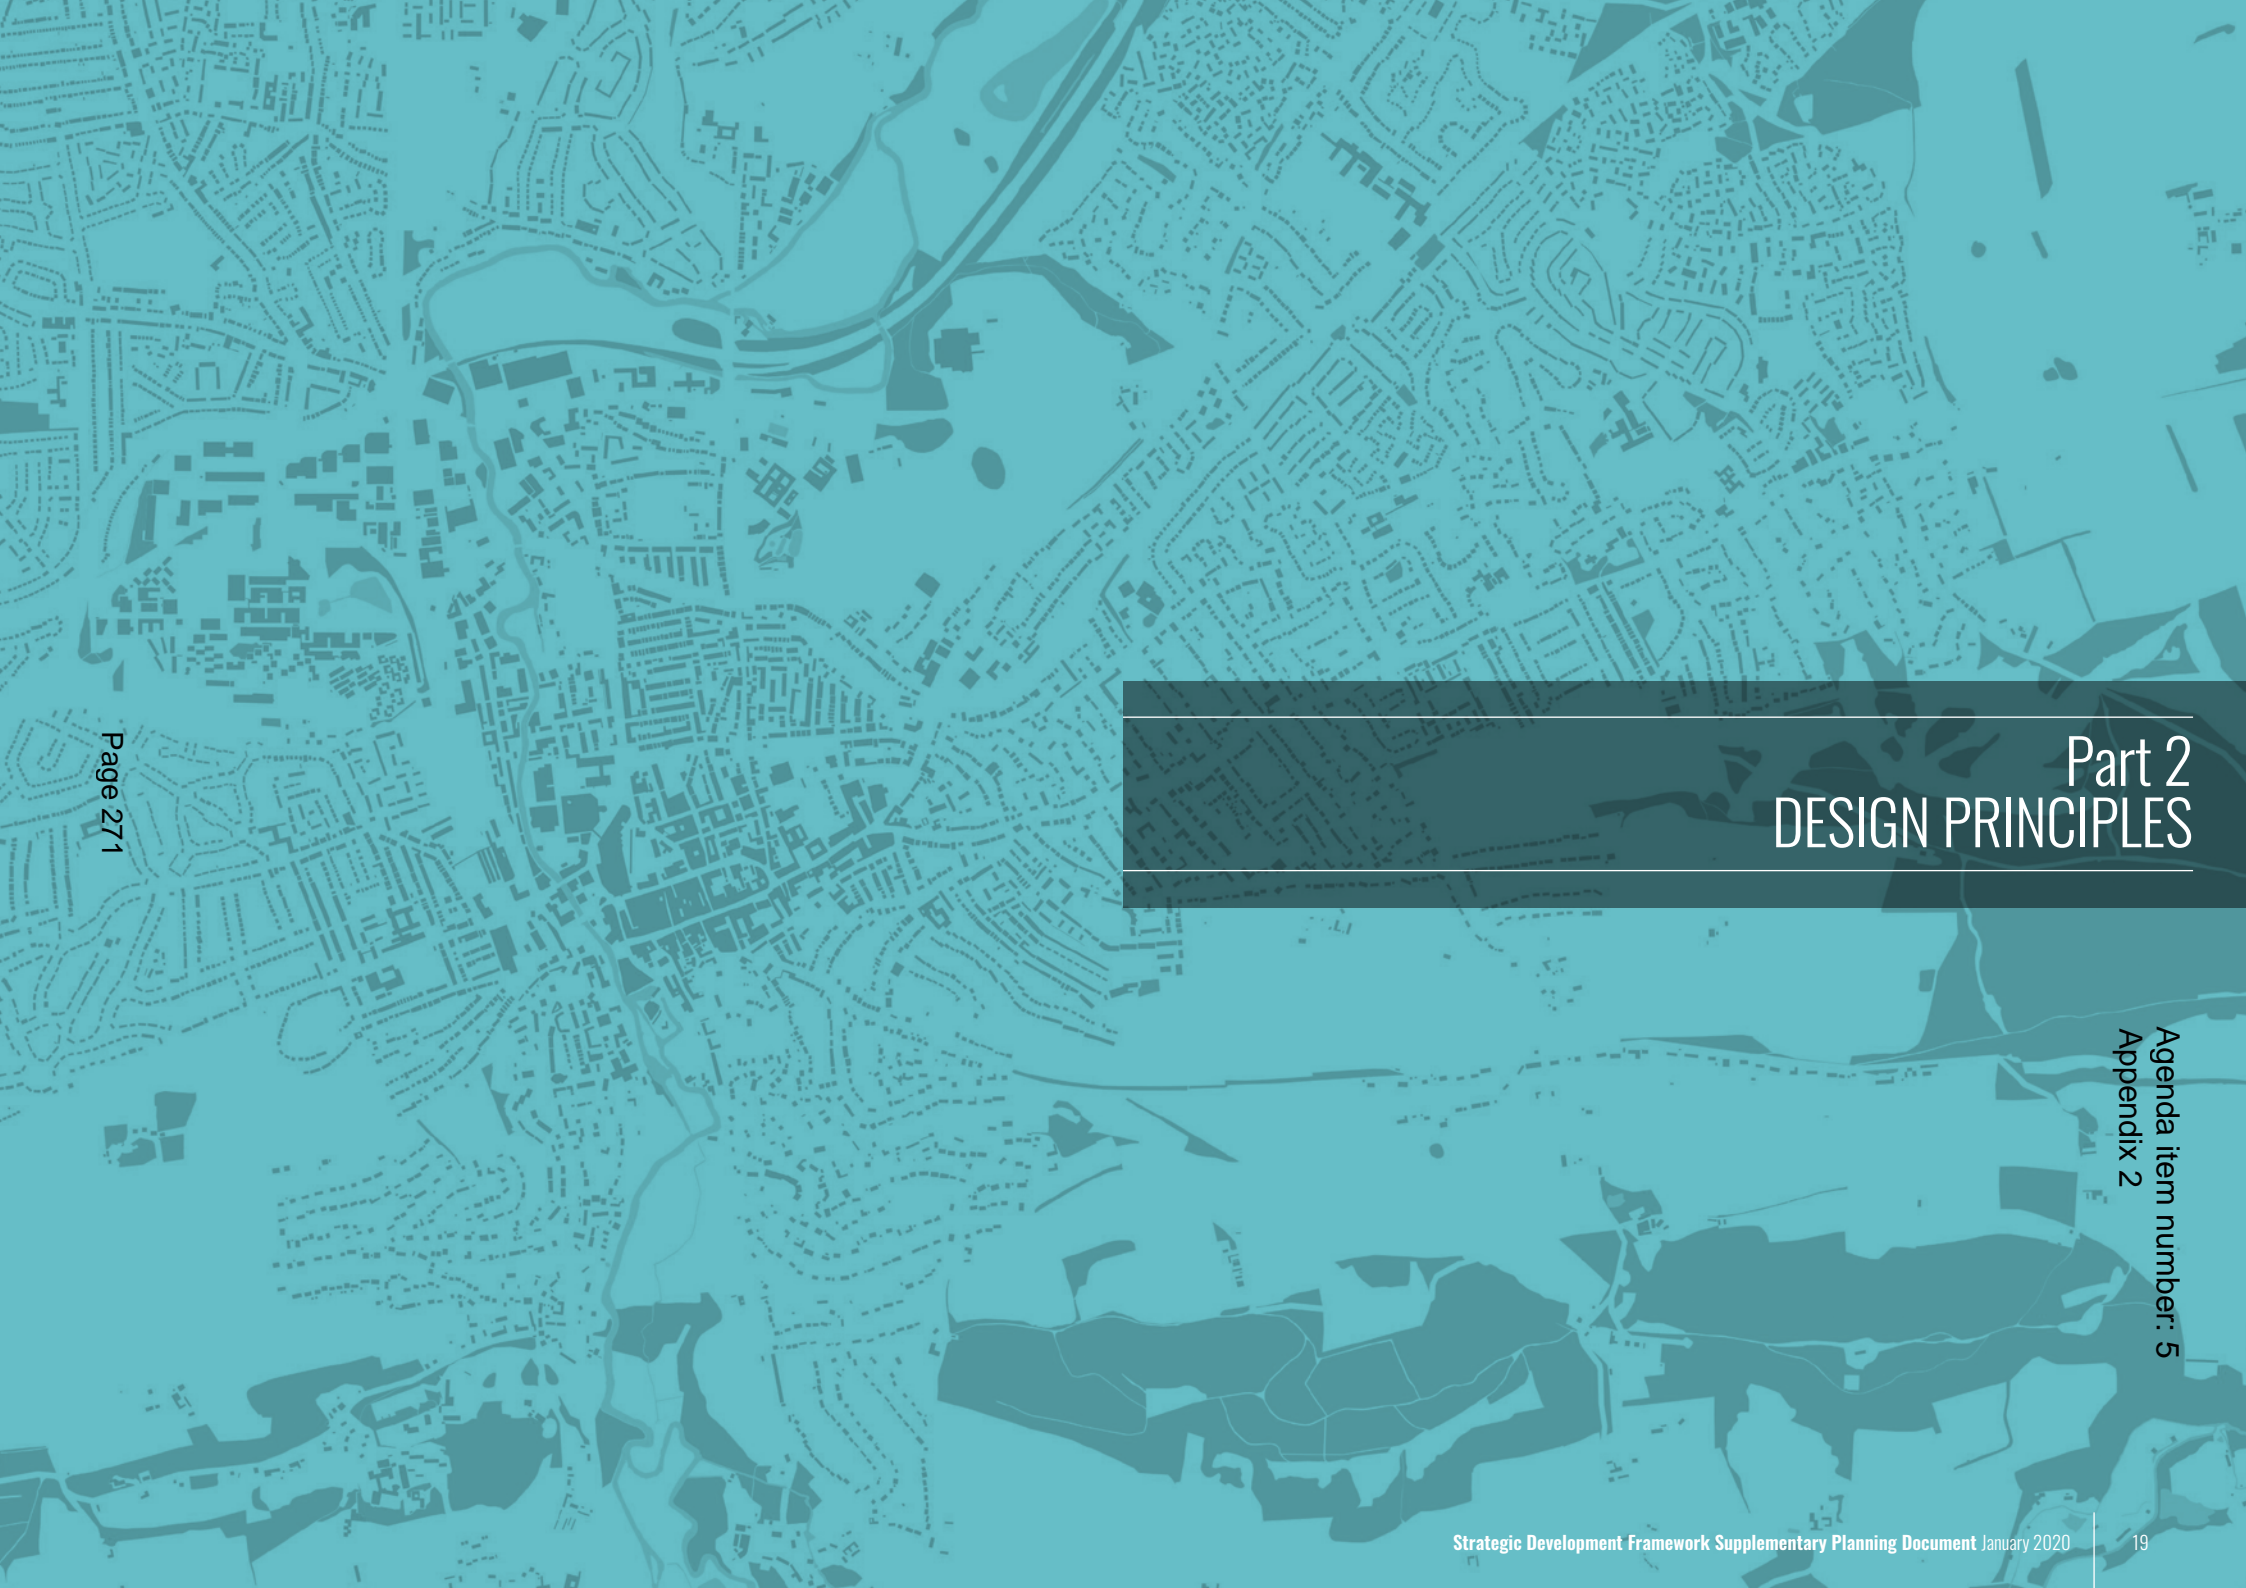 Part 2
DESIGN PRINCIPLES
Page 271
Agenda item number: 5
Appendix 2
Strategic Development Framework Supplementary Planning Document January 2020
19